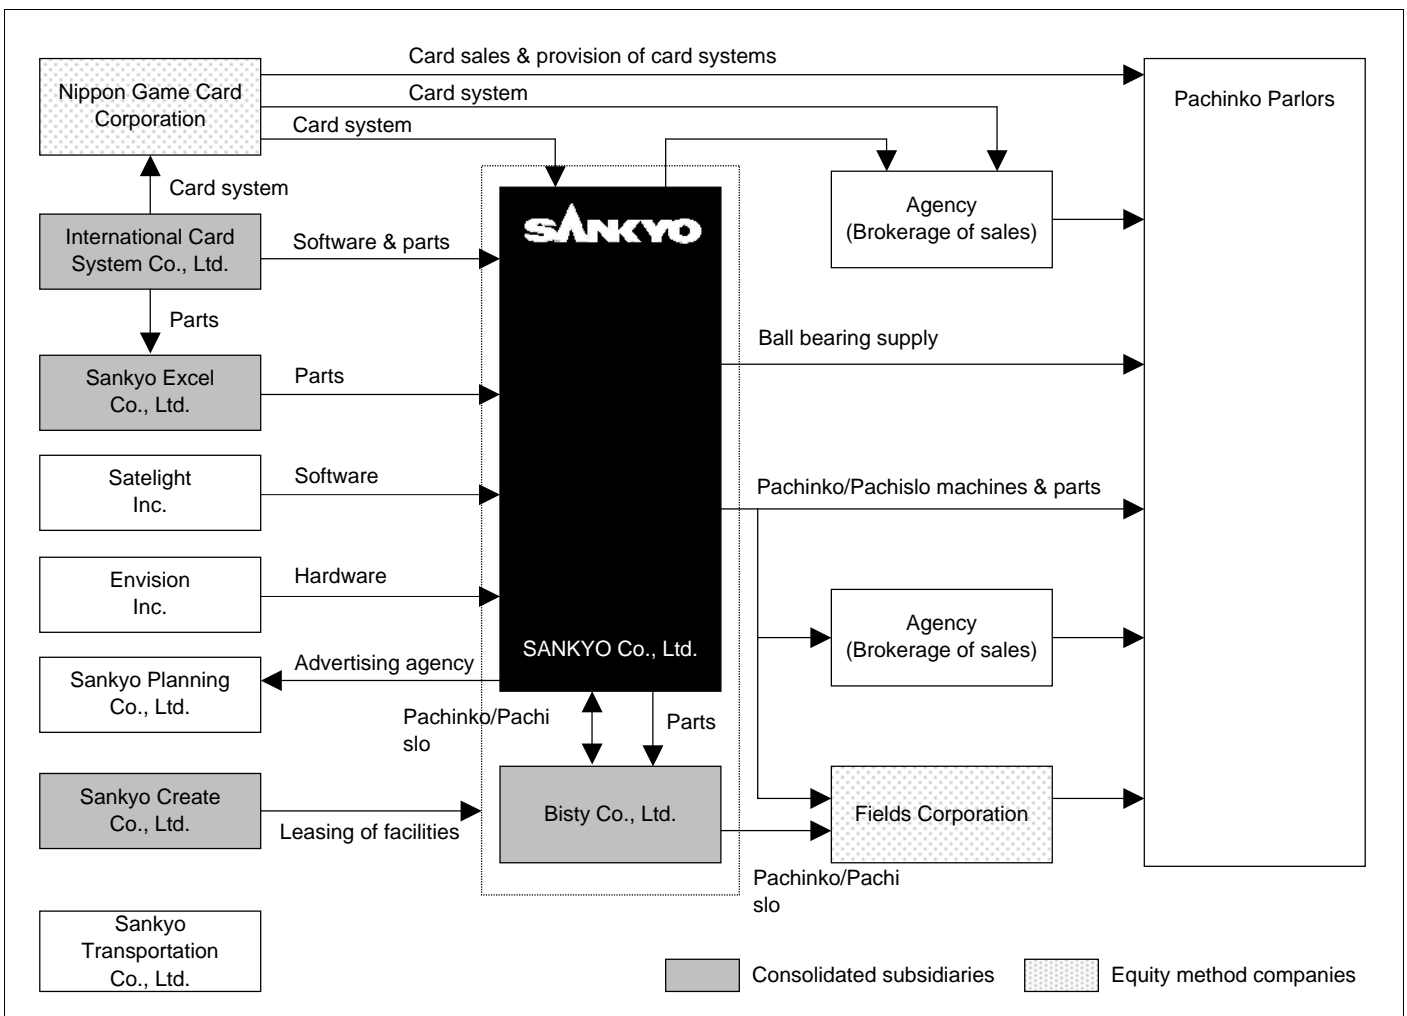 Card sales & provision of card systems
Nippon Game Card
Corporation
Card system
Card system
Pachinko Parlors
Card system
International Card
System Co., Ltd.
Software & parts
SANKYO
Agency
(Brokerage of sales)
Parts
Ball bearing supply
Sankyo Excel
Co., Ltd.
Parts
Satelight
Inc.
Software
Pachinko/Pachislo machines & parts
Envision
Inc.
Hardware
SANKYO Co., Ltd.
Agency
(Brokerage of sales)
Sankyo Planning
Co., Ltd.
Advertising agency
Pachinko/Pachi
slo
Parts
Sankyo Create
Co., Ltd.
Leasing of facilities
Bisty Co., Ltd.
Fields Corporation
Pachinko/Pachi
slo
Sankyo
Transportation
Co., Ltd.
Consolidated subsidiaries
Equity method companies